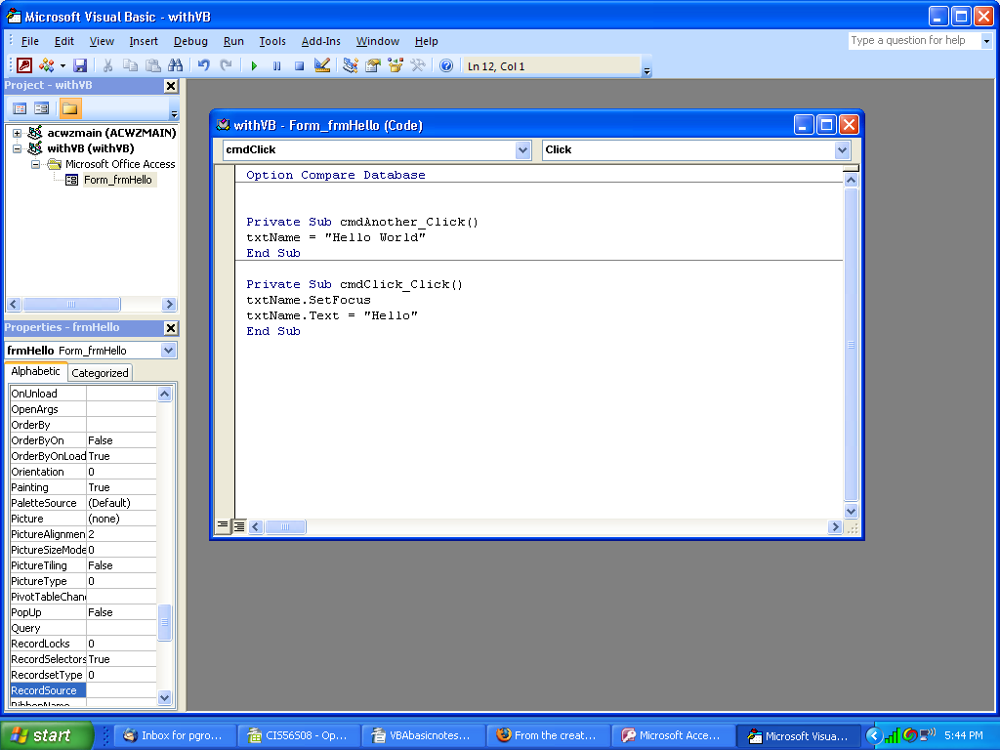 Microsoft Visual Basic - withVB
File Edit View Insert Debug Run Tools Add-Ins Window Help
Type a question for help
Ln 12, Col 1
Project - withVB
acwzmain (ACWZMAIN)
withVB (withVB)
Microsoft Office Access
Form_frmHello
Properties - frmHello
frmHello Form_frmHello
Alphabetic Categorized
OnUnload
OpenArgs
OrderBy
OrderByOn False
OrderByOnLoad True
Orientation 0
Painting True
PaletteSource (Default)
Picture (none)
PictureAlignmen 2
PictureSizeMode 0
PictureTiling False
PictureType 0
PivotTableChan
PopUp False
Query
RecordLocks 0
RecordSelectors True
RecordsetType 0
RecordSource
RibbonName
withVB - Form_frmHello (Code)
cmdClick Click
Option Compare Database
Private Sub cmdAnother_Click()
txtName = "Hello World"
End Sub
Private Sub cmdClick_Click()
txtName.SetFocus
txtName.Text = "Hello"
End Sub
start Inbox for pgro... CIS56S08 - Op... VBAbasicnotes... From the creat... Microsoft Acce... Microsoft Visua... 5:44 PM